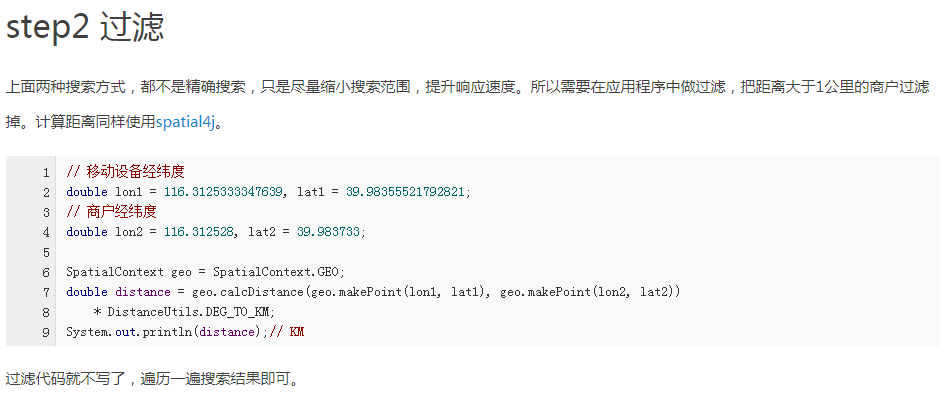 step2 过滤
上面两种搜索方式，都不是精确搜索，只是尽量缩小搜索范围，提升响应速度。所以需要在应用程序中做过滤，把距离大于1公里的商户过滤
掉。计算距离同样使用spatial4j。
1 // 移动设备经纬度
2 double lon1 = 116.3125333347639, lat1 = 39.98355521792821;
3 // 商户经纬度
4 double lon2 = 116.312528, lat2 = 39.983733;
5
6 SpatialContext geo = SpatialContext.GEO;
7 double distance = geo.calcDistance(geo.makePoint(lon1, lat1), geo.makePoint(lon2, lat2))
8     * DistanceUtils.DEG_TO_KM;
9 System.out.println(distance);// KM
过滤代码就不写了，遍历一遍搜索结果即可。